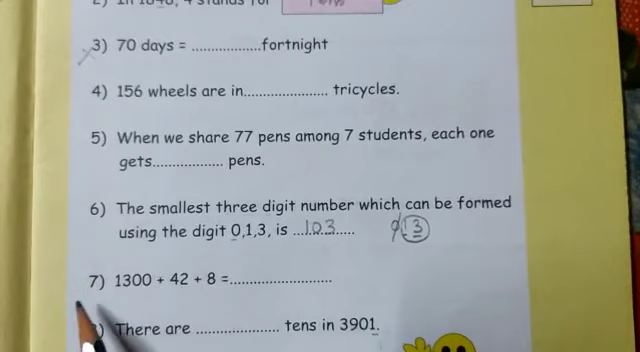 3) 70 days = ..................fortnight
4) 156 wheels are in...................... tricycles.
5) When we share 77 pens among 7 students, each one
gets.................. pens.
6) The smallest three digit number which can be formed
using the digit 0,1,3, is ...103.....
7) 1300 + 42 + 8 =...........................
) There are ...................... tens in 3901.